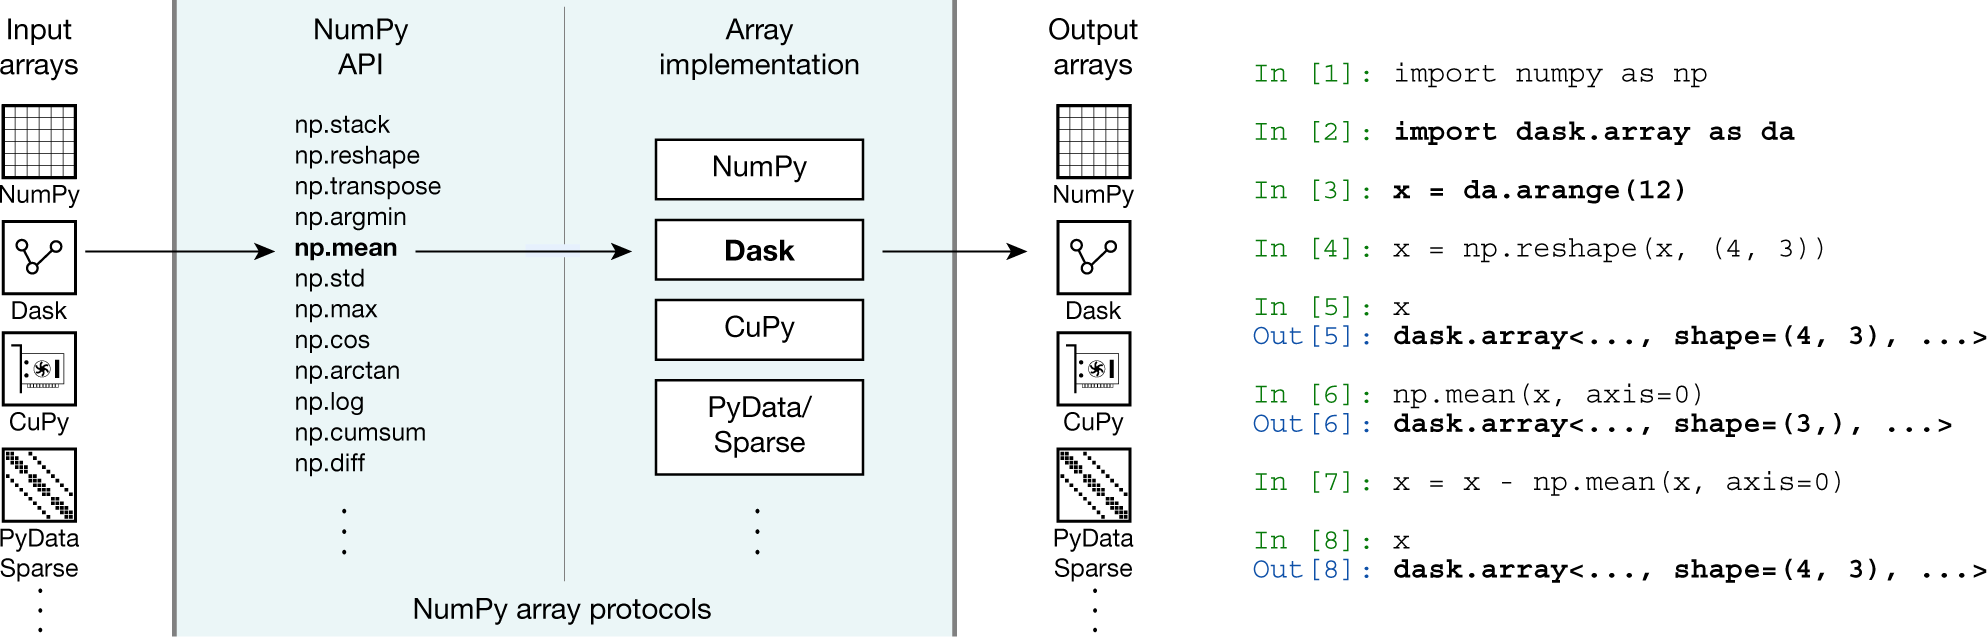 Input
arrays
NumPy
Dask
CuPy
PyData
Sparse
NumPy
API
np.stack
np.reshape
np.transpose
np.argmin
np.mean
np.std
np.max
np.cos
np.arctan
np.log
np.cumsum
np.diff
Array
implementation
NumPy
Dask
CuPy
PyData/
Sparse
NumPy array protocols
Output
arrays
NumPy
Dask
CuPy
PyData
Sparse
In [1]: import numpy as np
In [2]: import dask.array as da
In [3]: x = da.arange(12)
In [4]: x = np.reshape(x, (4, 3))
In [5]: x
Out[5]: dask.array<..., shape=(4, 3), ...>
In [6]: np.mean(x, axis=0)
Out[6]: dask.array<..., shape=(3,), ...>
In [7]: x = x - np.mean(x, axis=0)
In [8]: x
Out[8]: dask.array<..., shape=(4, 3), ...>